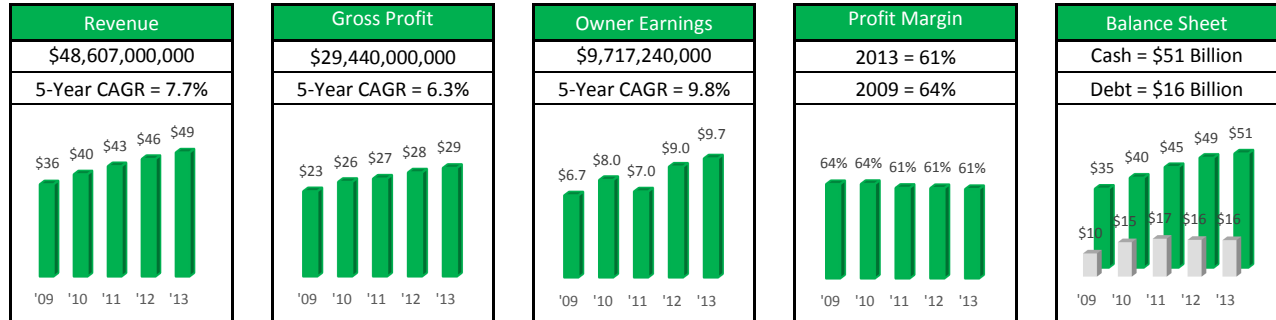 Revenue
$48,607,000,000
5-Year CAGR = 7.7%
$36 $40 $43 $46 $49
'09 '10 '11 '12 '13
Gross Profit
$29,440,000,000
5-Year CAGR = 6.3%
$23 $26 $27 $28 $29
'09 '10 '11 '12 '13
Owner Earnings
$9,717,240,000
5-Year CAGR = 9.8%
$6.7 $8.0 $7.0 $9.0 $9.7
'09 '10 '11 '12 '13
Profit Margin
2013 = 61%
2009 = 64%
64% 64% 61% 61% 61%
'09 '10 '11 '12 '13
Balance Sheet
Cash = $51 Billion
Debt = $16 Billion
$35 $40 $45 $49 $51
$10 $15 $17 $16 $16
'09 '10 '11 '12 '13